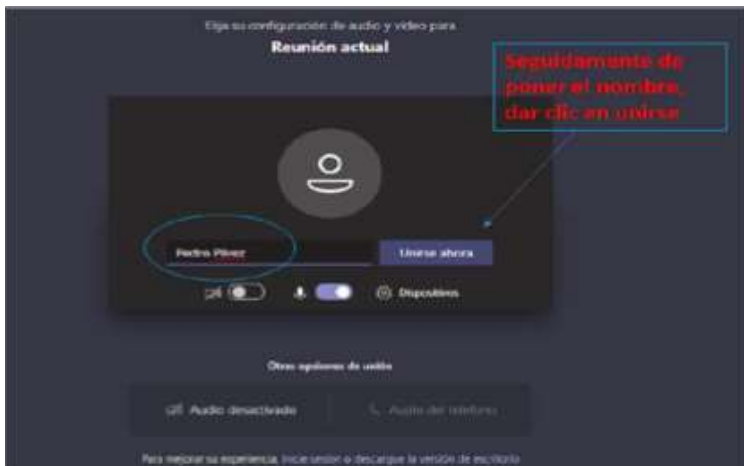 Elija su configuración de audio y vídeo para
Reunión actual
Seguidamente de
poner el nombre,
dar clic en unirse
Pedro Pérez
Unirse ahora
Dispositivos
Otras opciones de unión
Audio desactivado
Audio del teléfono
Para mejorar su experiencia, inicie sesión o descargue la versión de escritorio